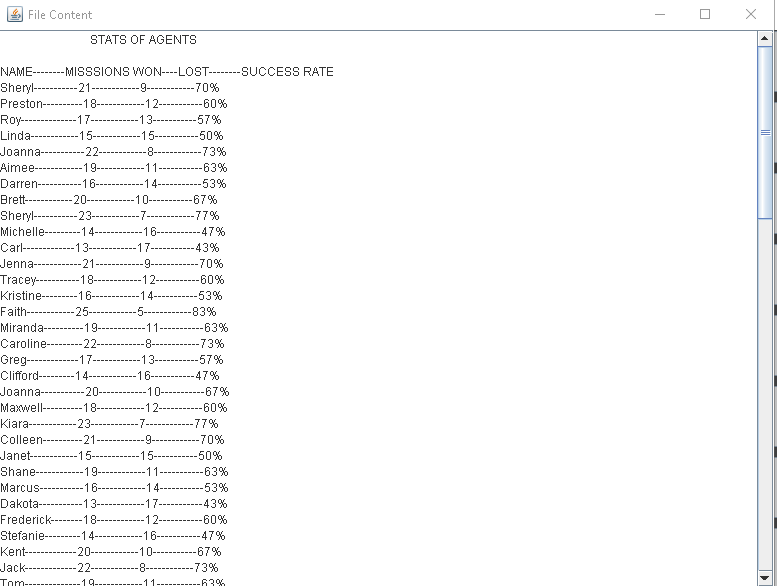 File Content
STATS OF AGENTS
NAME--------MISSSIONS WON----LOST--------SUCCESS RATE
Sheryl-----------21------------9------------70%
Preston----------18------------12-----------60%
Roy--------------17------------13-----------57%
Linda------------15------------15-----------50%
Joanna-----------22------------8------------73%
Aimee------------19------------11-----------63%
Darren-----------16------------14-----------53%
Brett------------20------------10-----------67%
Sheryl-----------23------------7------------77%
Michelle---------14------------16-----------47%
Carl-------------13------------17-----------43%
Jenna------------21------------9------------70%
Tracey-----------18------------12-----------60%
Kristine---------16------------14-----------53%
Faith------------25------------5------------83%
Miranda----------19------------11-----------63%
Caroline---------22------------8------------73%
Greg-------------17------------13-----------57%
Clifford---------14------------16-----------47%
Joanna-----------20------------10-----------67%
Maxwell----------18------------12-----------60%
Kiara------------23------------7------------77%
Colleen----------21------------9------------70%
Janet------------15------------15-----------50%
Shane------------19------------11-----------63%
Marcus-----------16------------14-----------53%
Dakota-----------13------------17-----------43%
Frederick--------18------------12-----------60%
Stefanie---------14------------16-----------47%
Kent-------------20------------10-----------67%
Jack-------------22------------8------------73%
Tom--------------19------------11-----------63%